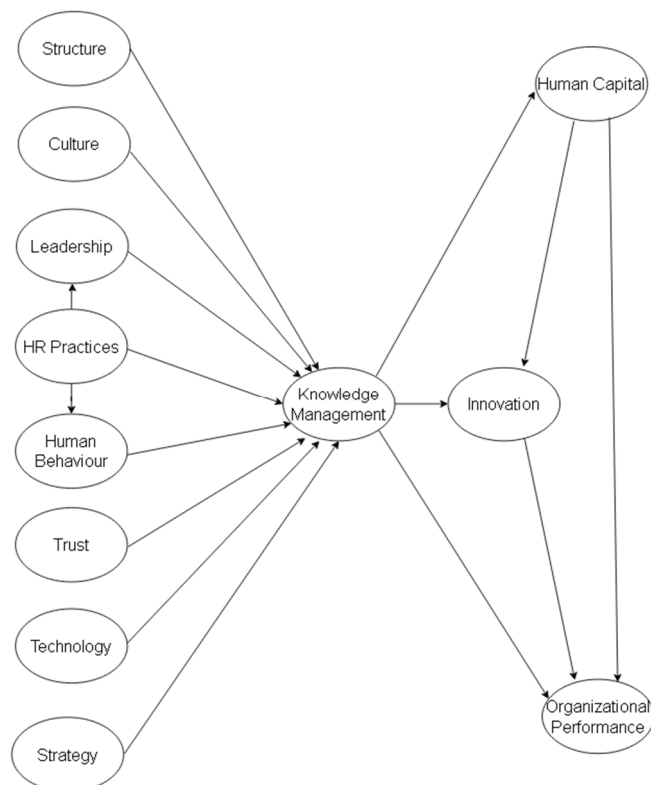 Structure
Culture
Leadership
HR Practices
Human
Behaviour
Trust
Technology
Strategy
Knowledge
Management
Human Capital
Innovation
Organizational
Performance